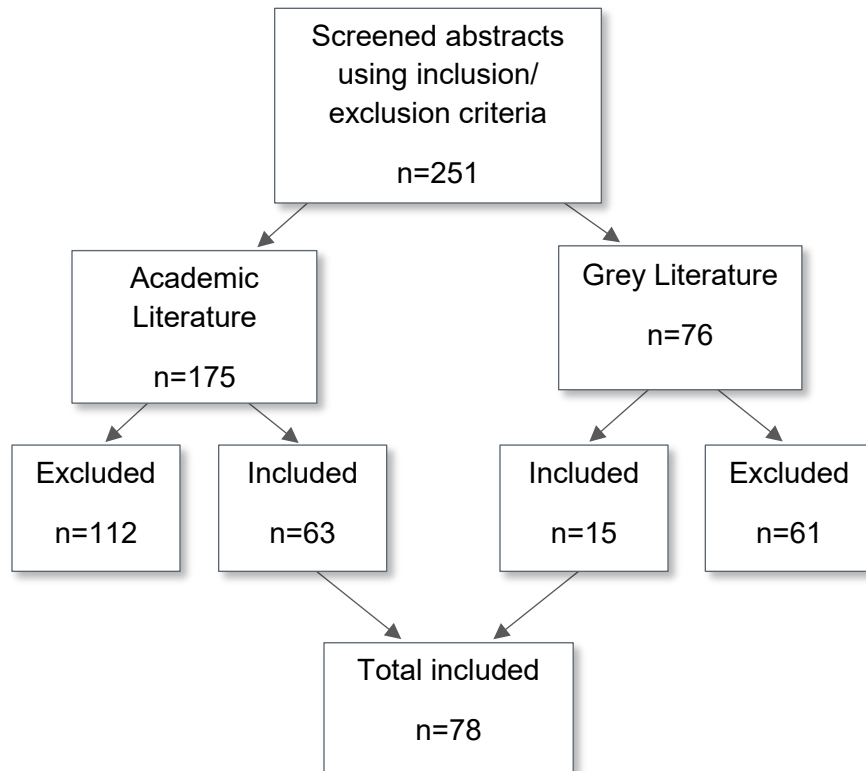 Screened abstracts
using inclusion/
exclusion criteria
n=251
Academic
Literature
n=175
Grey Literature
n=76
Excluded
n=112
Included
n=63
Included
n=15
Excluded
n=61
Total included
n=78